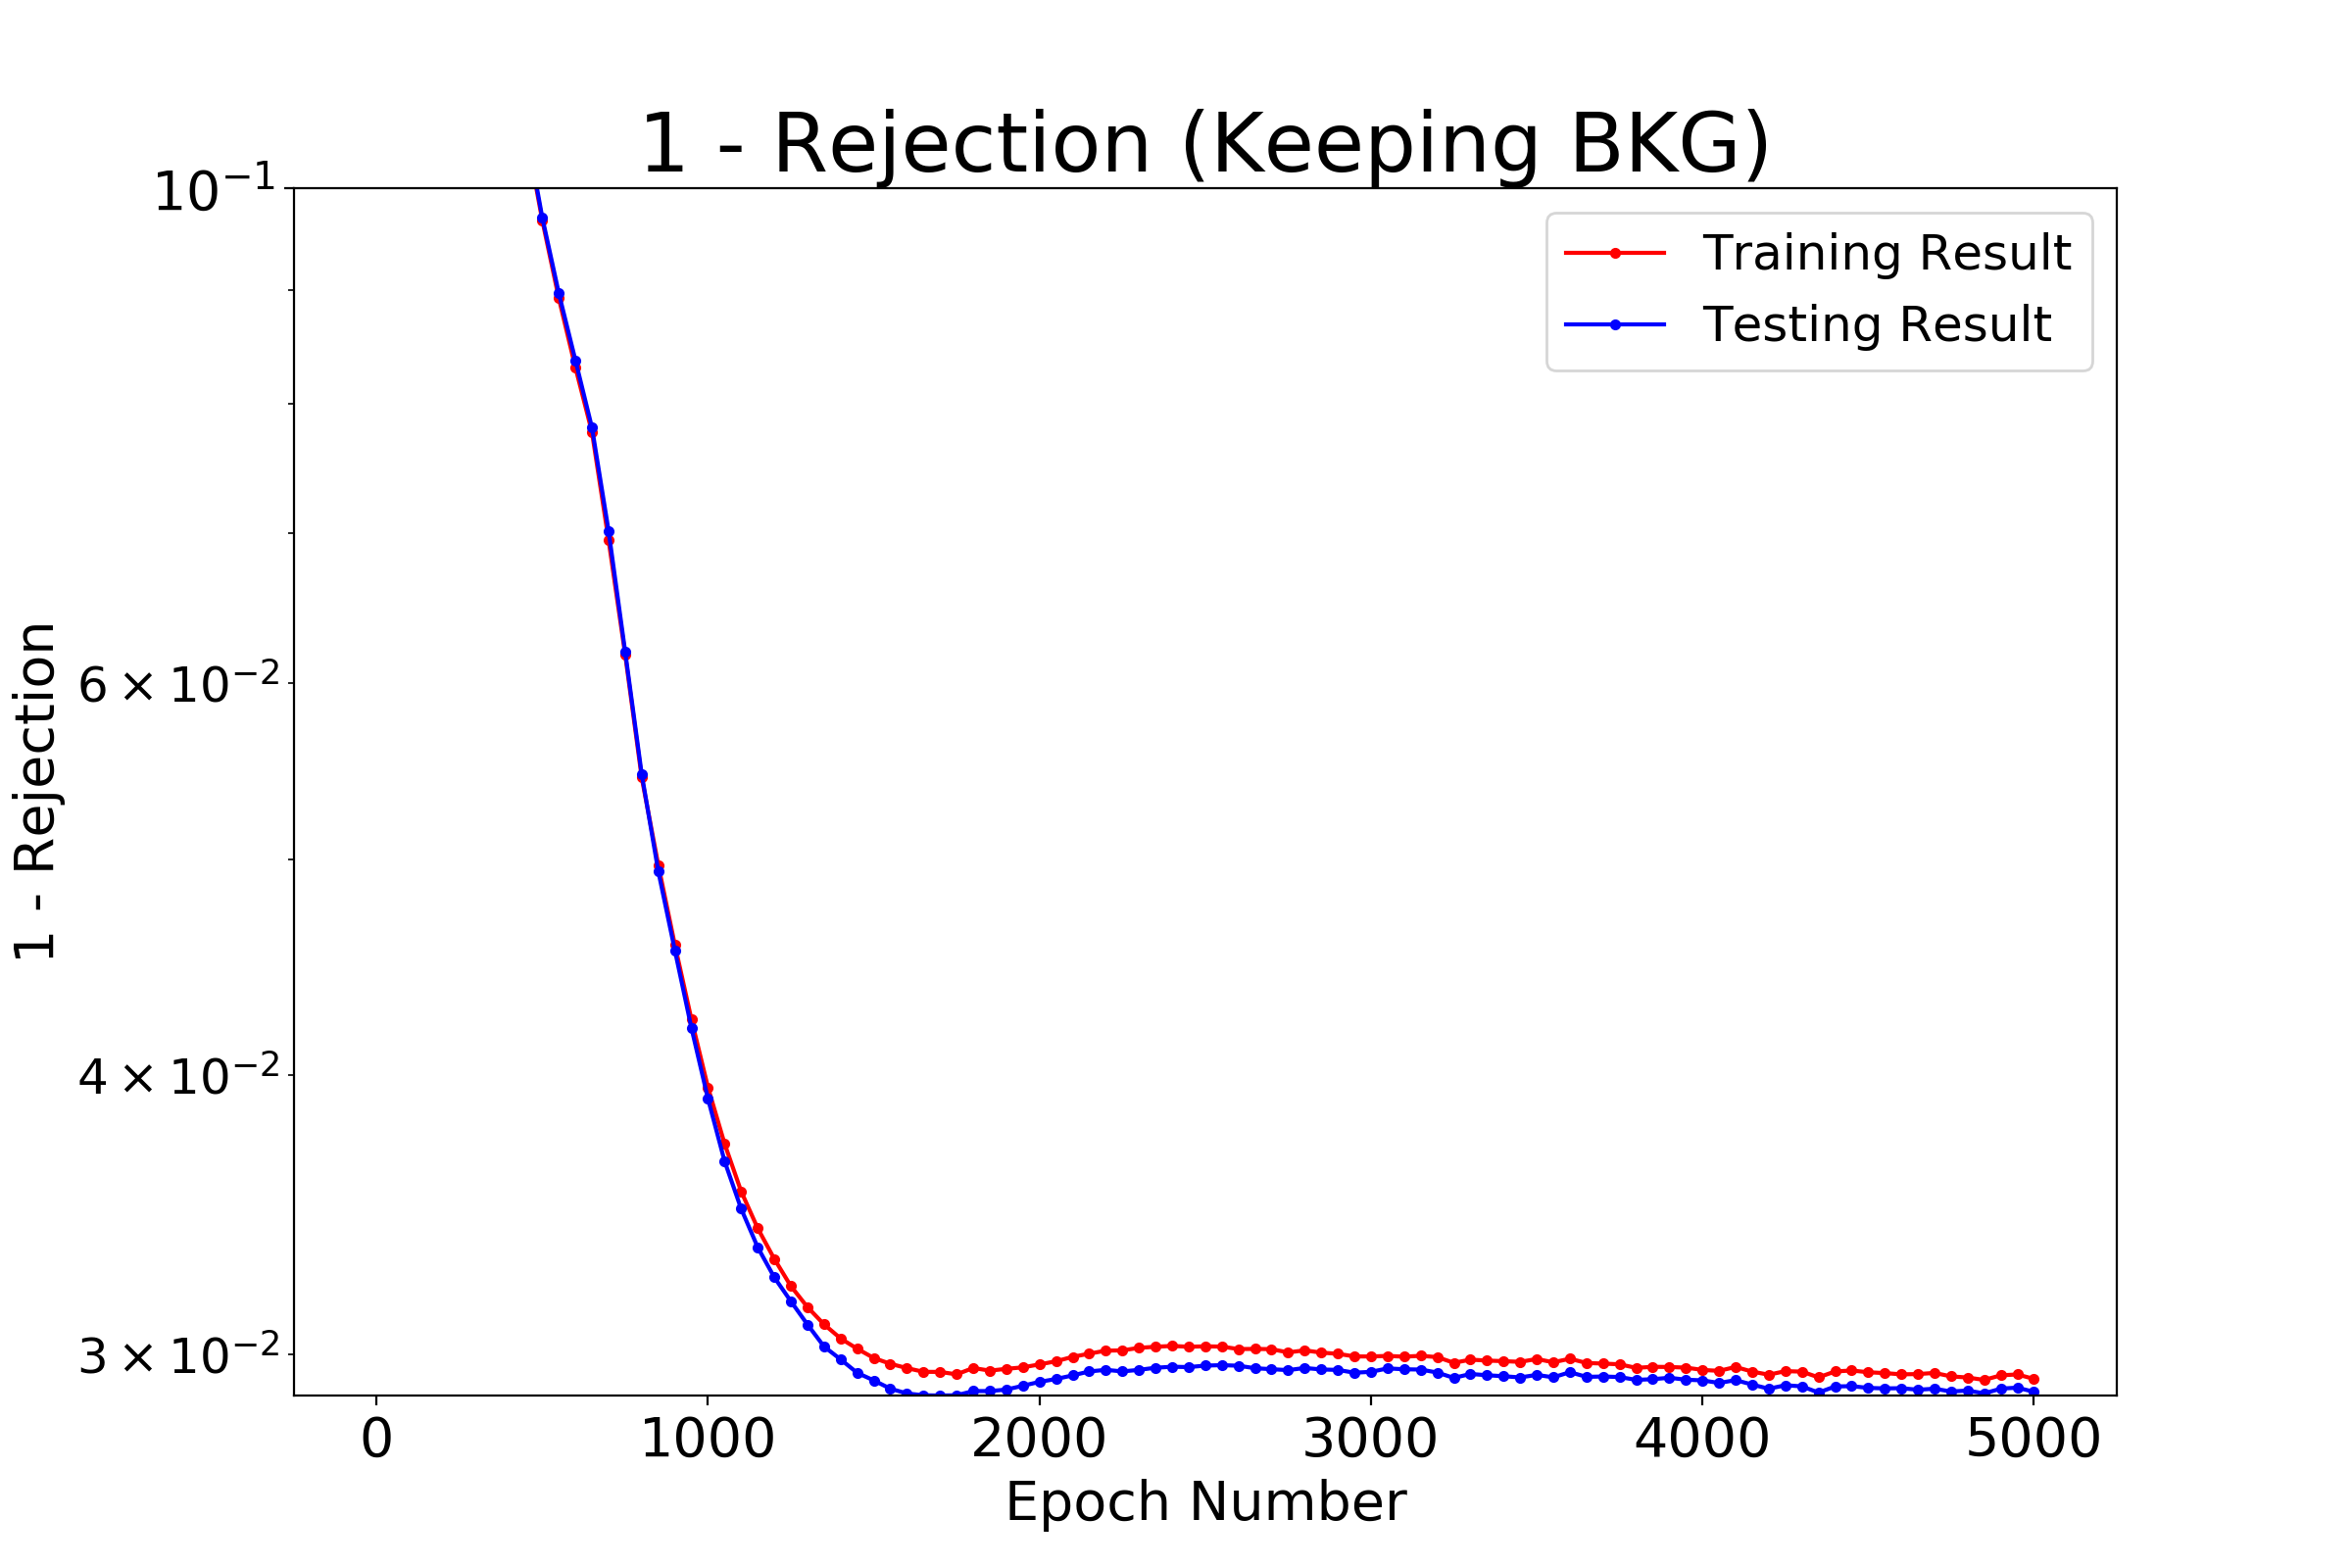 1 - Rejection (Keeping BKG)
10⁻¹
Training Result
Testing Result
6 × 10⁻²
1 - Rejection
4 × 10⁻²
3 × 10⁻²
0 1000 2000 3000 4000 5000
Epoch Number